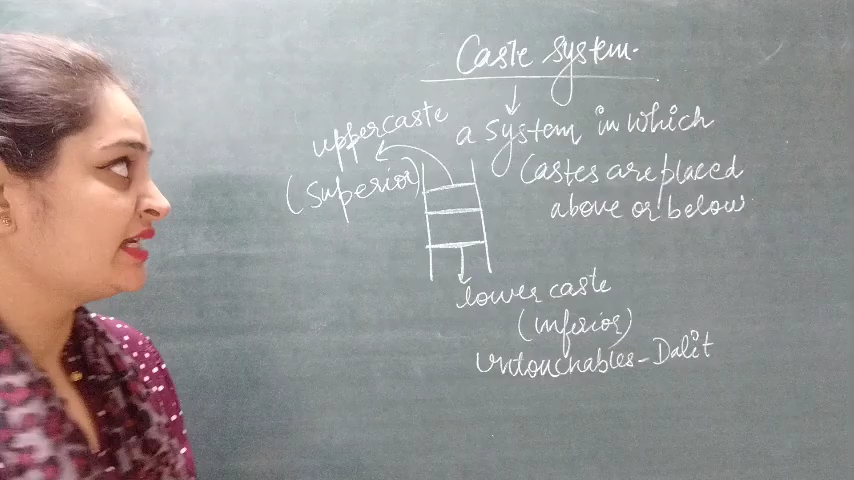 Caste system.
uppercaste
(superior)
a system in which
Castes are placed
above or below.
lower caste
(inferior)
Untouchables - Dalit